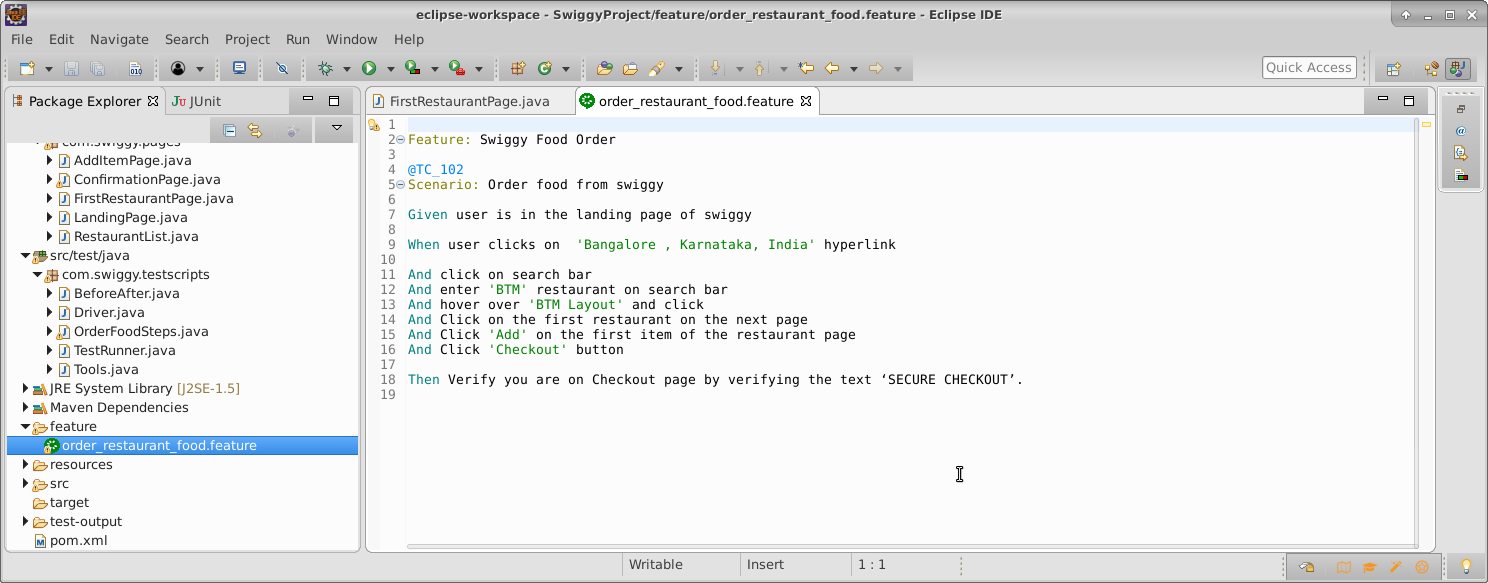 eclipse-workspace - SwiggyProject/feature/order_restaurant_food.feature - Eclipse IDE
File Edit Navigate Search Project Run Window Help
Quick Access
Package Explorer JUnit
FirstRestaurantPage.java order_restaurant_food.feature
com.swiggy.pages
AddItemPage.java
ConfirmationPage.java
FirstRestaurantPage.java
LandingPage.java
RestaurantList.java
src/test/java
com.swiggy.testscripts
BeforeAfter.java
Driver.java
OrderFoodSteps.java
TestRunner.java
Tools.java
JRE System Library [J2SE-1.5]
Maven Dependencies
feature
order_restaurant_food.feature
resources
src
target
test-output
pom.xml
1
2 Feature: Swiggy Food Order
3
4 @TC_102
5 Scenario: Order food from swiggy
6
7 Given user is in the landing page of swiggy
8
9 When user clicks on  'Bangalore , Karnataka, India' hyperlink
10
11 And click on search bar
12 And enter 'BTM' restaurant on search bar
13 And hover over 'BTM Layout' and click
14 And Click on the first restaurant on the next page
15 And Click 'Add' on the first item of the restaurant page
16 And Click 'Checkout' button
17
18 Then Verify you are on Checkout page by verifying the text ‘SECURE CHECKOUT’.
19
Writable Insert 1 : 1